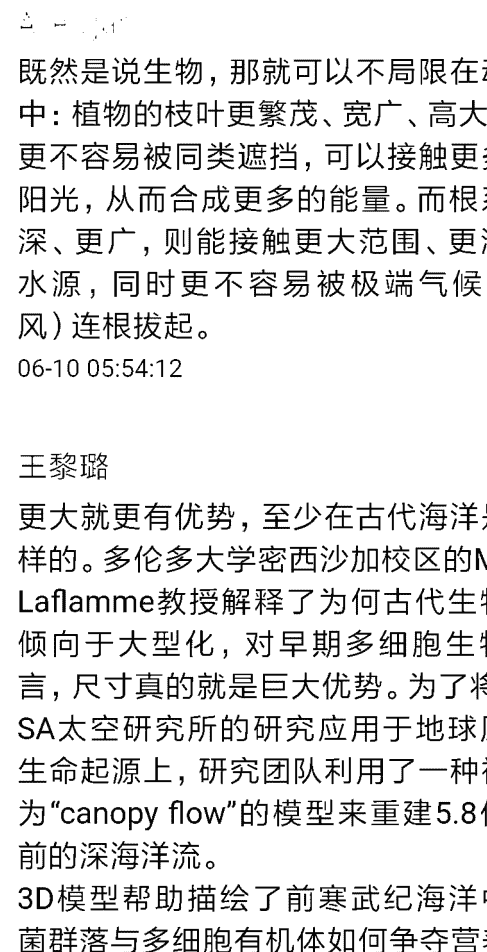 既然是说生物，那就可以不局限在
中：植物的枝叶更繁茂、宽广、高大
更不容易被同类遮挡，可以接触更
阳光，从而合成更多的能量。而根
深、更广，则能接触更大范围、更
水源，同时更不容易被极端气候
风）连根拔起。
06-10 05:54:12
王黎璐
更大就更有优势，至少在古代海洋
样的。多伦多大学密西沙加校区的M
Laflamme教授解释了为何古代生
倾向于大型化，对早期多细胞生
言，尺寸真的就是巨大优势。为了
SA太空研究所的研究应用于地球
生命起源上，研究团队利用了一种
为“canopy flow”的模型来重建5.8
前的深海洋流。
3D模型帮助描绘了前寒武纪海洋
菌群落与多细胞有机体如何争夺营